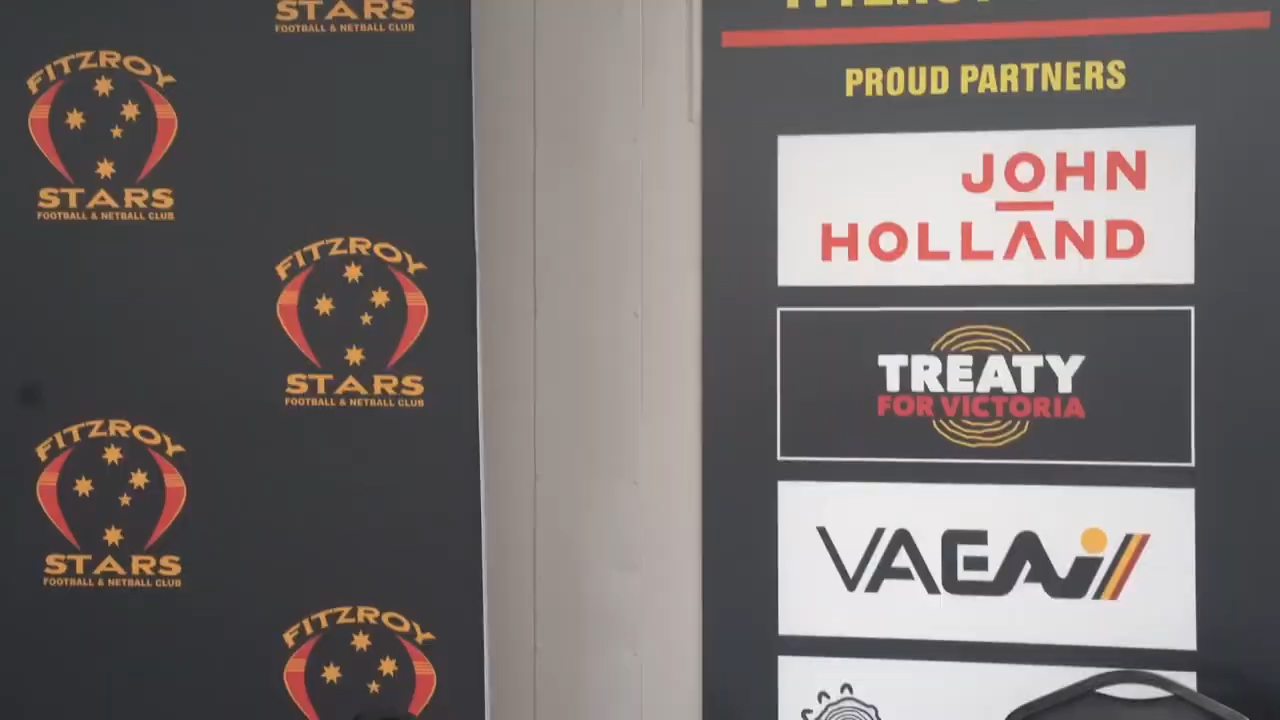 STARS
FOOTBALL & NETBALL CLUB
FITZROY
STARS
FOOTBALL & NETBALL CLUB
FITZROY
STARS
FOOTBALL & NETBALL CLUB
FITZROY
STARS
FOOTBALL & NETBALL CLUB
FITZROY
PROUD PARTNERS
JOHN
HOLLAND
TREATY
FOR VICTORIA
VAEAI